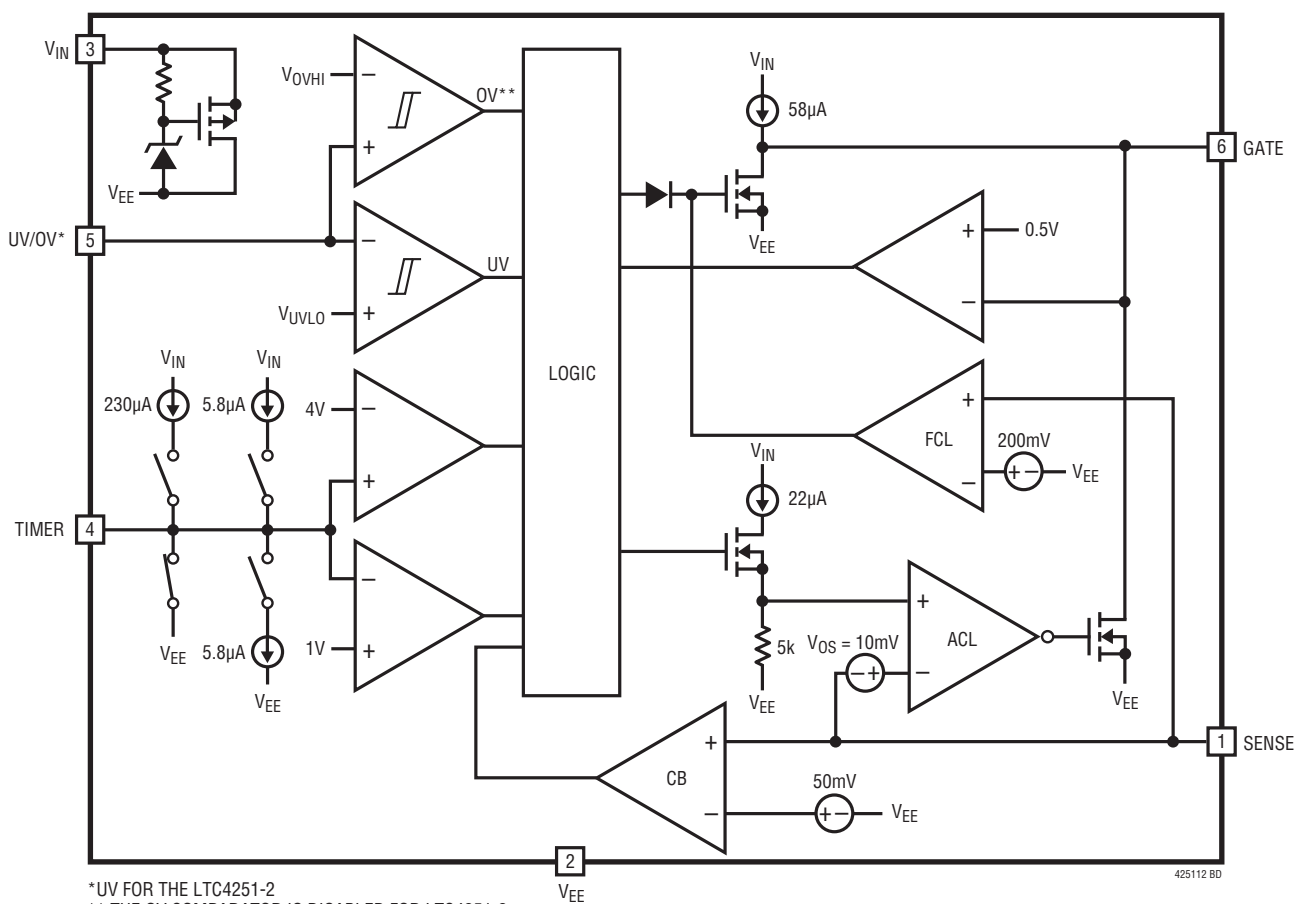 VIN 3
VOVHI
−
+
OV**
VIN
58µA
6 GATE
VEE
UV/OV* 5
−
UV
VUVLO
+
VEE
+
0.5V
−
LOGIC
VIN
VIN
230µA
5.8µA
4V
−
+
FCL
+
−
200mV
+ −
VEE
VIN
22µA
TIMER 4
−
1V
+
VEE
5.8µA
VEE
5k
VEE
VOS = 10mV
− +
+
ACL
−
VEE
1 SENSE
+
CB
−
50mV
+ −
VEE
2
VEE
425112 BD
*UV FOR THE LTC4251-2